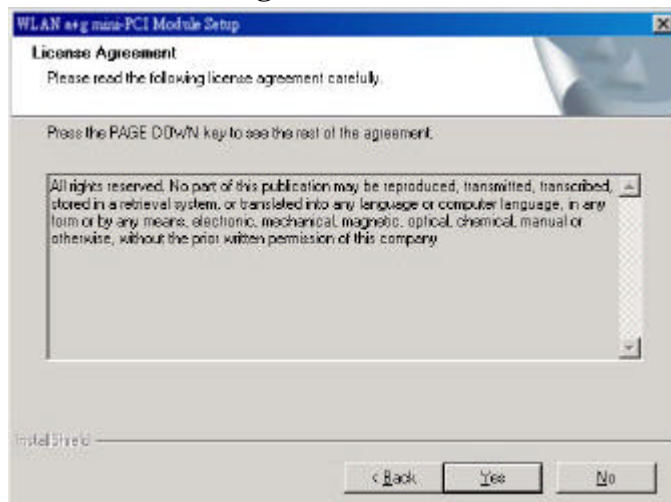 WLAN a+g mini-PCI Module Setup
License Agreement
Please read the following license agreement carefully.
Press the PAGE DOWN key to see the rest of the agreement.
All rights reserved. No part of this publication may be reproduced, transmitted, transcribed,
stored in a retrieval system, or translated into any language or computer language, in any
form or by any means, electronic, mechanical, magnetic, optical, chemical, manual or
otherwise, without the prior written permission of this company
InstallShield
< Back
Yes
No